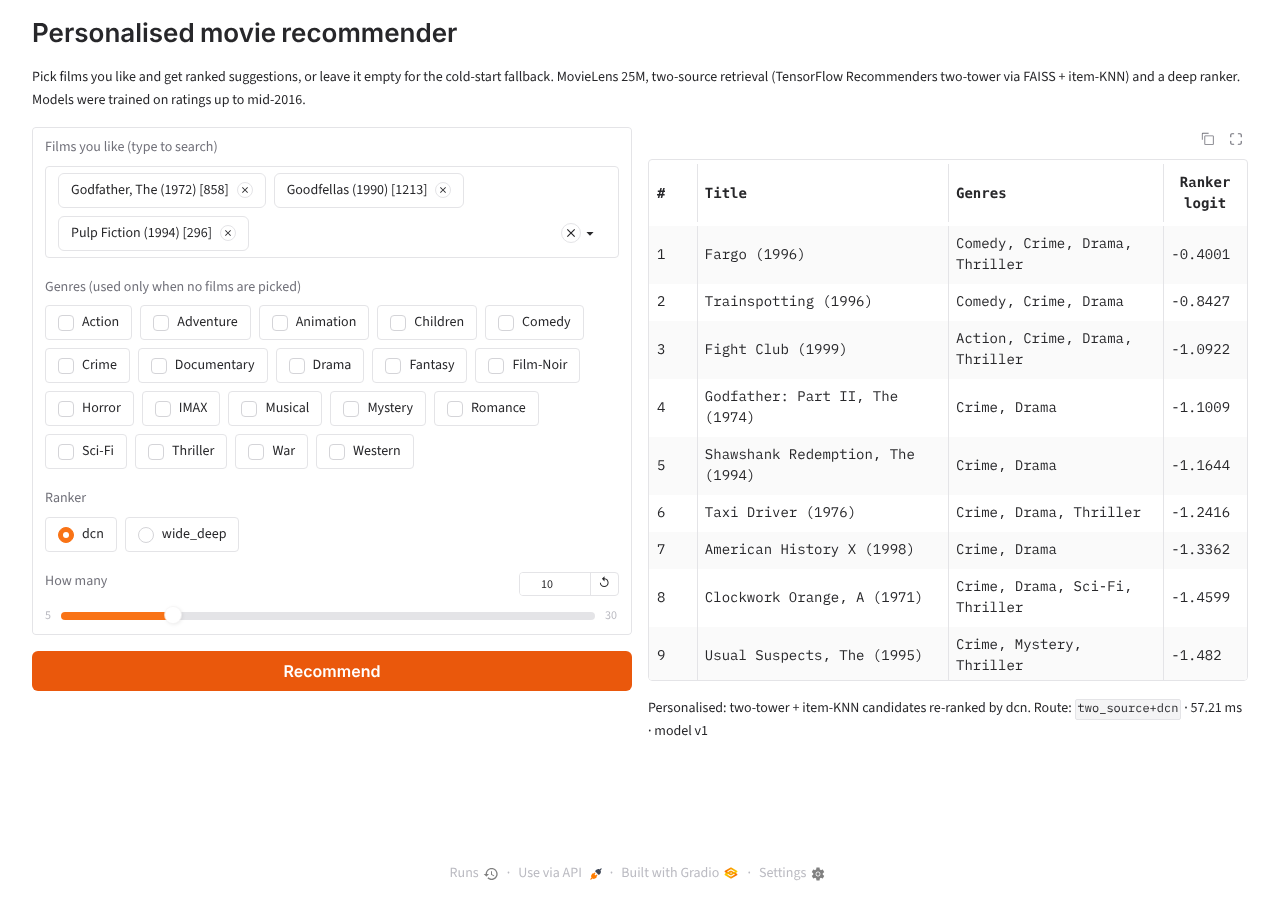 Personalised movie recommender
Pick films you like and get ranked suggestions, or leave it empty for the cold-start fallback. MovieLens 25M, two-source retrieval (TensorFlow Recommenders two-tower via FAISS + item-KNN) and a deep ranker.
Models were trained on ratings up to mid-2016.
Films you like (type to search)
Godfather, The (1972) [858] Goodfellas (1990) [1213]
Pulp Fiction (1994) [296]
Genres (used only when no films are picked)
Action Adventure Animation Children Comedy
Crime Documentary Drama Fantasy Film-Noir
Horror IMAX Musical Mystery Romance
Sci-Fi Thriller War Western
Ranker
dcn wide_deep
How many 10
5 30
Recommend
# Title Genres Ranker
logit
1 Fargo (1996) Comedy, Crime, Drama,
Thriller -0.4001
2 Trainspotting (1996) Comedy, Crime, Drama -0.8427
3 Fight Club (1999) Action, Crime, Drama,
Thriller -1.0922
4 Godfather: Part II, The
(1974) Crime, Drama -1.1009
5 Shawshank Redemption, The
(1994) Crime, Drama -1.1644
6 Taxi Driver (1976) Crime, Drama, Thriller -1.2416
7 American History X (1998) Crime, Drama -1.3362
8 Clockwork Orange, A (1971) Crime, Drama, Sci-Fi,
Thriller -1.4599
9 Usual Suspects, The (1995) Crime, Mystery,
Thriller -1.482
Personalised: two-tower + item-KNN candidates re-ranked by dcn. Route: two_source+dcn · 57.21 ms
· model v1
Runs · Use via API · Built with Gradio · Settings